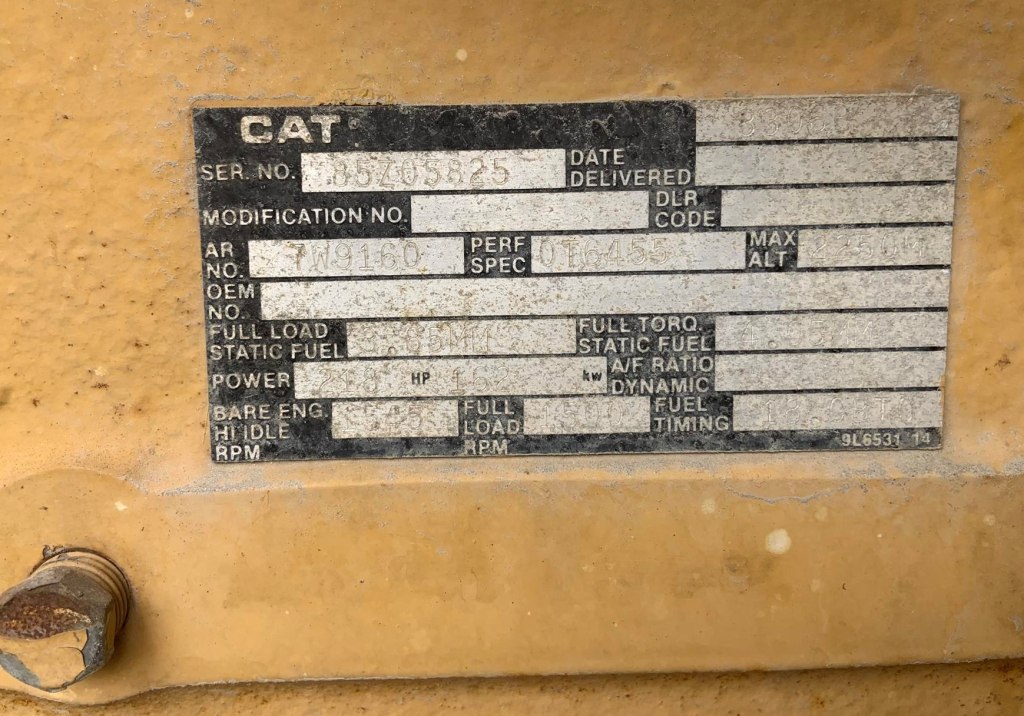 CAT
SER. NO. 85Z05825 DATE DELIVERED
MODIFICATION NO. DLR CODE
AR NO. 7W9160 PERF SPEC 0T6455 MAX ALT
OEM NO.
FULL LOAD STATIC FUEL FULL TORQ. STATIC FUEL
POWER 218 HP 162 kw A/F RATIO DYNAMIC
BARE ENG. HI IDLE RPM FULL LOAD RPM FUEL TIMING
9L6531 14